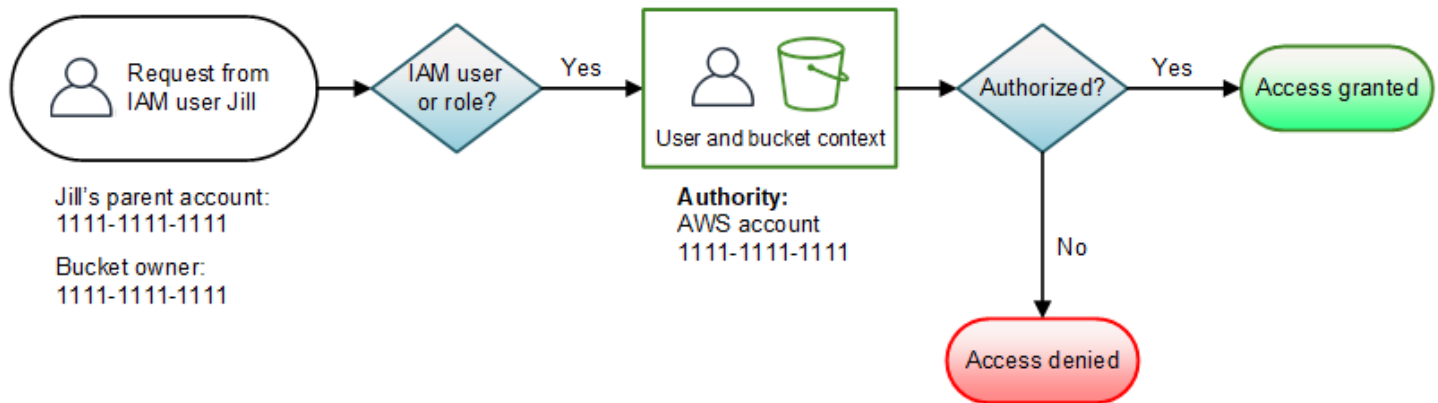 Request from
IAM user Jill
IAM user
or role?
Yes
User and bucket context
Authorized?
Yes
Access granted
Jill's parent account:
1111-1111-1111
Bucket owner:
1111-1111-1111
Authority:
AWS account
1111-1111-1111
No
Access denied